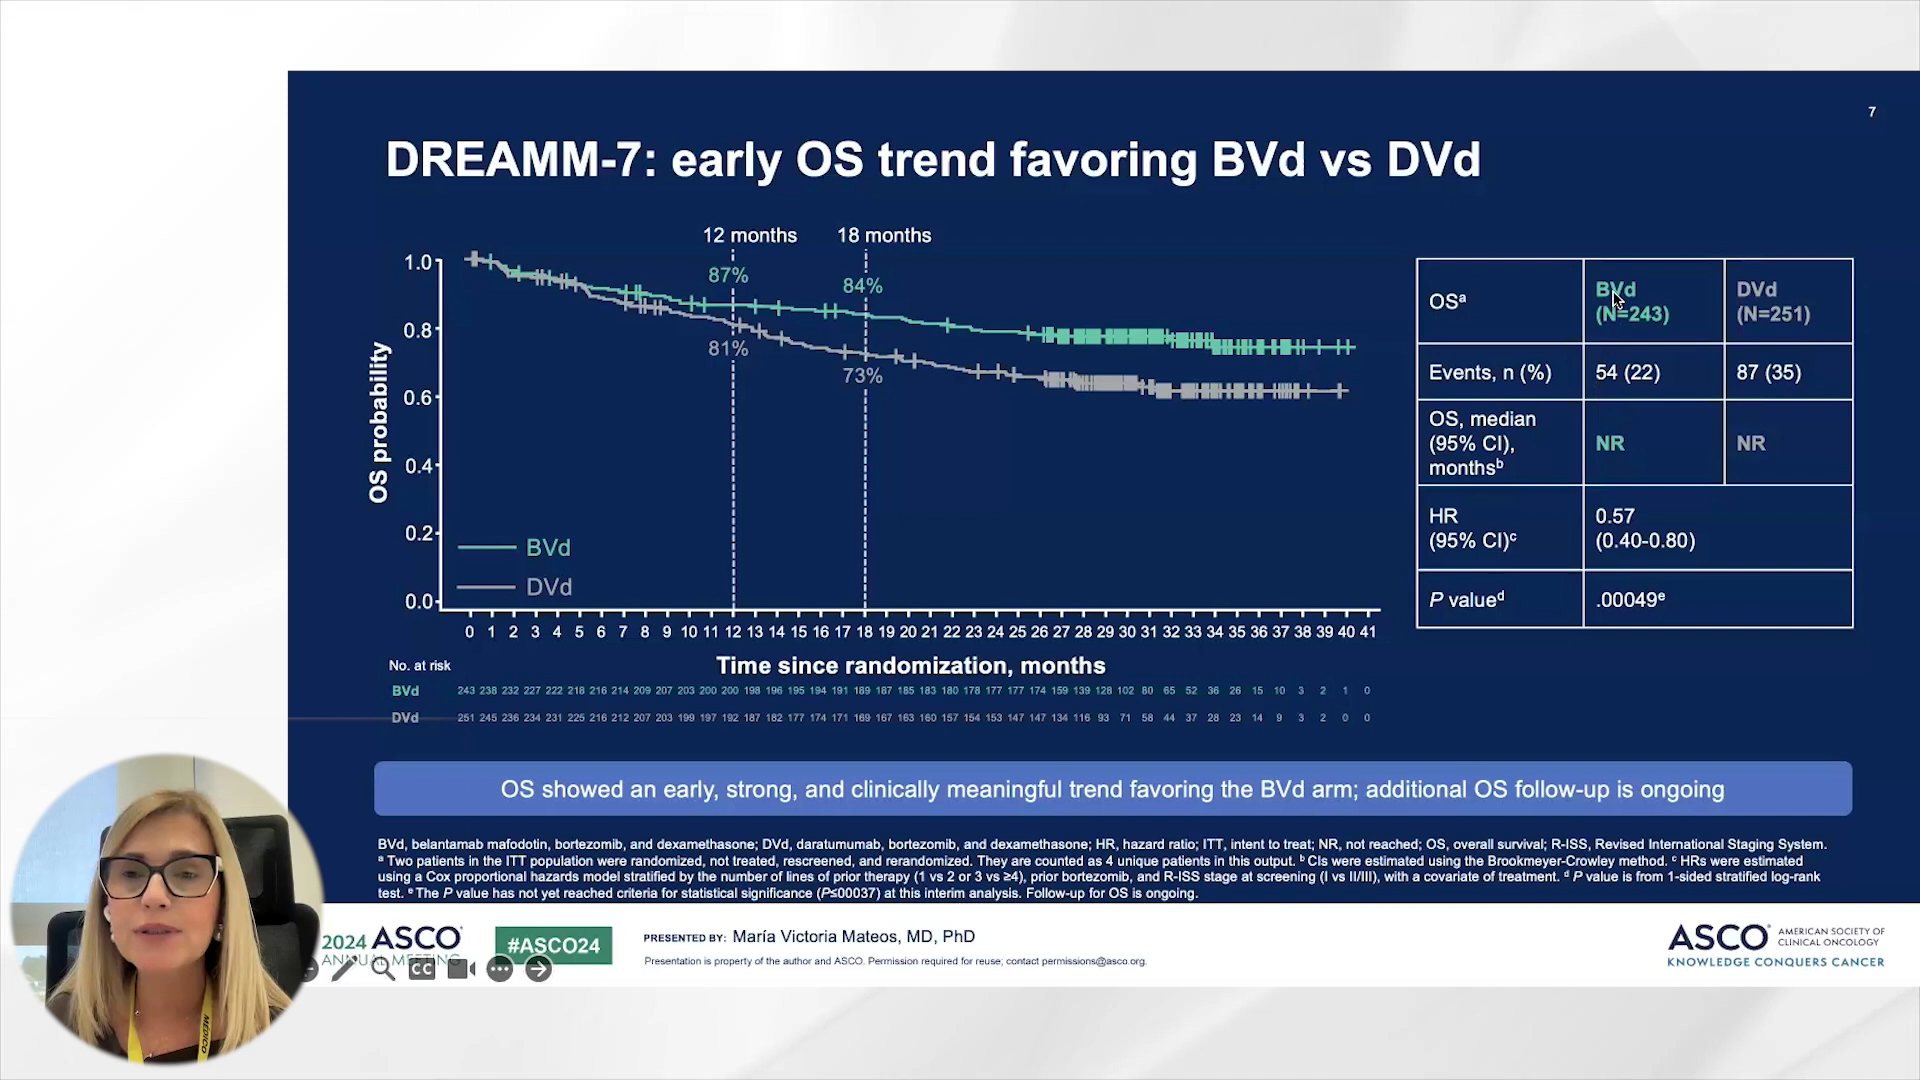 7
DREAMM-7: early OS trend favoring BVd vs DVd
12 months 18 months
87% 84%
81% 73%
OS probability
1.0
0.8
0.6
0.4
0.2
0.0
BVd
DVd
0 1 2 3 4 5 6 7 8 9 10 11 12 13 14 15 16 17 18 19 20 21 22 23 24 25 26 27 28 29 30 31 32 33 34 35 36 37 38 39 40 41
Time since randomization, months
No. at risk
BVd 243 238 232 227 222 218 216 214 209 207 203 200 200 198 196 195 194 191 189 187 185 183 180 178 177 177 174 159 139 128 102 80 65 52 36 26 15 10 3 2 1 0
DVd 251 245 236 234 231 225 216 212 207 203 199 197 192 187 182 177 174 171 169 167 163 160 157 154 153 147 147 134 116 93 71 58 44 37 28 23 14 9 3 2 0 0
OSᵃ
BVd
(N=243)
DVd
(N=251)
Events, n (%) 54 (22) 87 (35)
OS, median
(95% CI),
monthsᵇ
NR NR
HR
(95% CI)ᶜ
0.57
(0.40-0.80)
P valueᵈ .00049ᵉ
OS showed an early, strong, and clinically meaningful trend favoring the BVd arm; additional OS follow-up is ongoing
BVd, belantamab mafodotin, bortezomib, and dexamethasone; DVd, daratumumab, bortezomib, and dexamethasone; HR, hazard ratio; ITT, intent to treat; NR, not reached; OS, overall survival; R-ISS, Revised International Staging System.
ᵃ Two patients in the ITT population were randomized, not treated, rescreened, and rerandomized. They are counted as 4 unique patients in this output. ᵇ CIs were estimated using the Brookmeyer-Crowley method. ᶜ HRs were estimated
using a Cox proportional hazards model stratified by the number of lines of prior therapy (1 vs 2 or 3 vs ≥4), prior bortezomib, and R-ISS stage at screening (I vs II/III), with a covariate of treatment. ᵈ P value is from 1-sided stratified log-rank
test. ᵉ The P value has not yet reached criteria for statistical significance (P≤00037) at this interim analysis. Follow-up for OS is ongoing.
2024 ASCO
ANNUAL MEETING
#ASCO24
PRESENTED BY: María Victoria Mateos, MD, PhD
Presentation is property of the author and ASCO. Permission required for reuse; contact permissions@asco.org.
ASCO AMERICAN SOCIETY OF
CLINICAL ONCOLOGY
KNOWLEDGE CONQUERS CANCER
CC
MEDICO